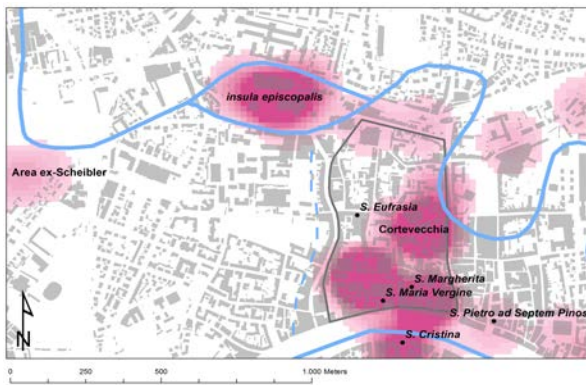 insula episcopalis
Area ex-Scheibler
S. Eufrasia
Cortevecchia
S. Margherita
S. Maria Vergine
S. Pietro ad Septem Pinos
S. Cristina
N
0 250 500 1.000 Meters